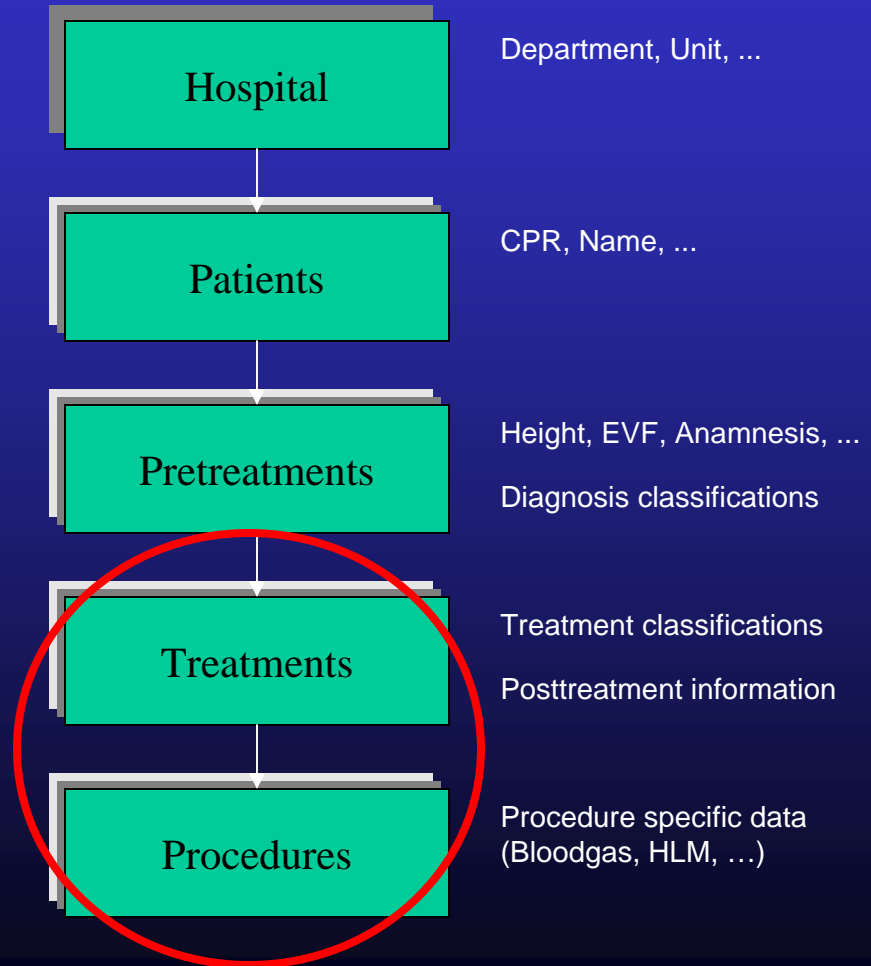 Hospital
Department, Unit, ...
Patients
CPR, Name, ...
Pretreatments
Height, EVF, Anamnesis, ...
Diagnosis classifications
Treatments
Treatment classifications
Posttreatment information
Procedures
Procedure specific data
(Bloodgas, HLM, …)